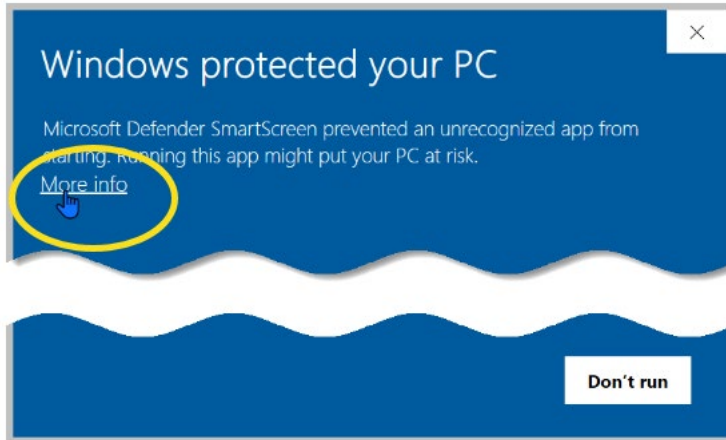 Windows protected your PC
Microsoft Defender SmartScreen prevented an unrecognized app from
starting. Running this app might put your PC at risk.
More info
Don't run